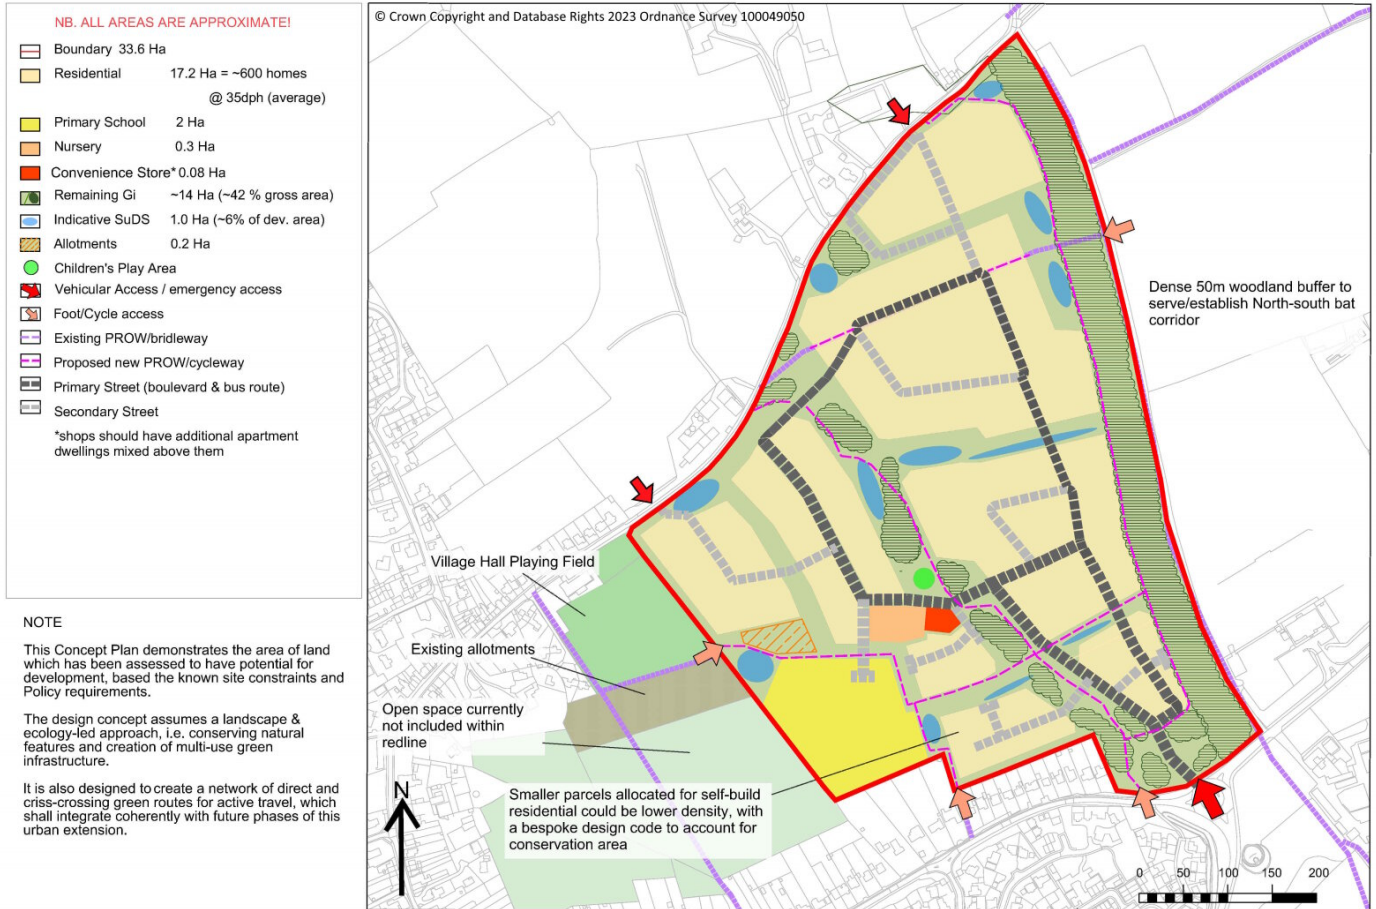 NB. ALL AREAS ARE APPROXIMATE!
Boundary 33.6 Ha
Residential 17.2 Ha = ~600 homes
@ 35dph (average)
Primary School 2 Ha
Nursery 0.3 Ha
Convenience Store* 0.08 Ha
Remaining Gi ~14 Ha (~42 % gross area)
Indicative SuDS 1.0 Ha (~6% of dev. area)
Allotments 0.2 Ha
Children's Play Area
Vehicular Access / emergency access
Foot/Cycle access
Existing PROW/bridleway
Proposed new PROW/cycleway
Primary Street (boulevard & bus route)
Secondary Street
*shops should have additional apartment
dwellings mixed above them
NOTE
This Concept Plan demonstrates the area of land
which has been assessed to have potential for
development, based the known site constraints and
Policy requirements.
The design concept assumes a landscape &
ecology-led approach, i.e. conserving natural
features and creation of multi-use green
infrastructure.
It is also designed to create a network of direct and
criss-crossing green routes for active travel, which
shall integrate coherently with future phases of this
urban extension.
© Crown Copyright and Database Rights 2023 Ordnance Survey 100049050
Dense 50m woodland buffer to
serve/establish North-south bat
corridor
Village Hall Playing Field
Existing allotments
Open space currently
not included within
redline
Smaller parcels allocated for self-build
residential could be lower density, with
a bespoke design code to account for
conservation area
N
0 50 100 150 200